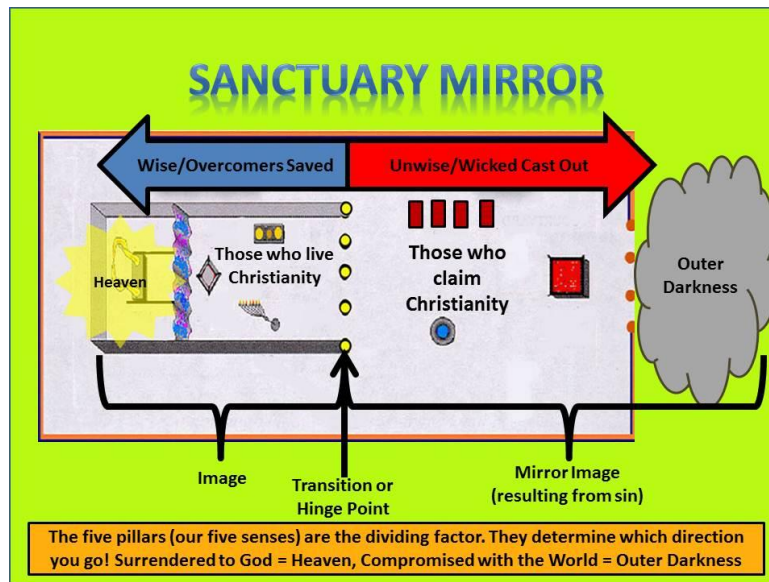 SANCTUARY MIRROR
Wise/Overcomers Saved
Unwise/Wicked Cast Out
Heaven
Those who live
Christianity
Those who
claim
Christianity
Outer
Darkness
Image
Transition or
Hinge Point
Mirror Image
(resulting from sin)
The five pillars (our five senses) are the dividing factor. They determine which direction
you go! Surrendered to God = Heaven, Compromised with the World = Outer Darkness